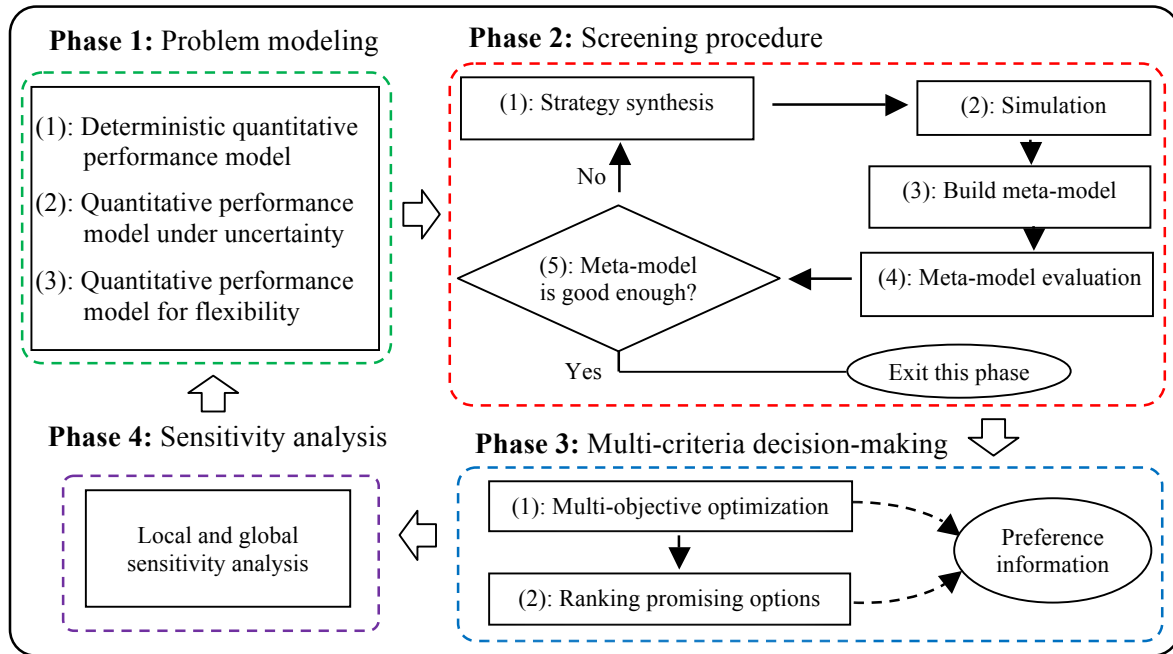 Phase 1: Problem modeling
(1): Deterministic quantitative
performance model
(2): Quantitative performance
model under uncertainty
(3): Quantitative performance
model for flexibility
Phase 2: Screening procedure
(1): Strategy synthesis
(2): Simulation
(3): Build meta-model
(4): Meta-model evaluation
(5): Meta-model
is good enough?
No
Yes
Exit this phase
Phase 3: Multi-criteria decision-making
(1): Multi-objective optimization
(2): Ranking promising options
Preference
information
Phase 4: Sensitivity analysis
Local and global
sensitivity analysis